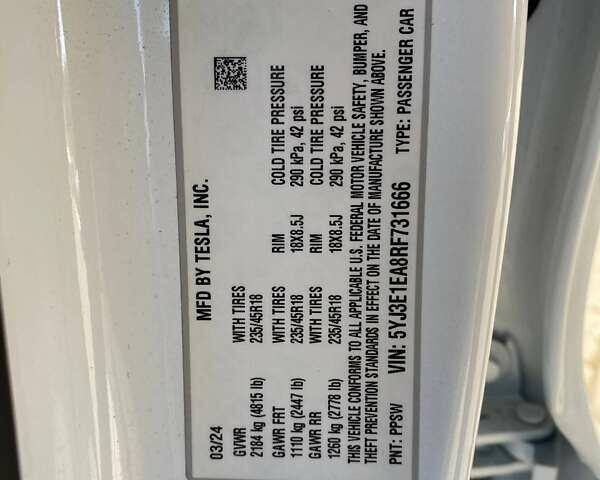 MFD BY TESLA, INC.
03/24
GVWR WITH TIRES
2184 kg (4815 lb) 235/45R18
GAWR FRT WITH TIRES RIM COLD TIRE PRESSURE
1110 kg (2447 lb) 235/45R18 18X8.5J 290 kPa, 42 psi
GAWR RR WITH TIRES RIM COLD TIRE PRESSURE
1260 kg (2778 lb) 235/45R18 18X8.5J 290 kPa, 42 psi
THIS VEHICLE CONFORMS TO ALL APPLICABLE U.S. FEDERAL MOTOR VEHICLE SAFETY, BUMPER, AND
THEFT PREVENTION STANDARDS IN EFFECT ON THE DATE OF MANUFACTURE SHOWN ABOVE.
PNT: PPSW VIN: 5YJ3E1EA8RF731666 TYPE: PASSENGER CAR